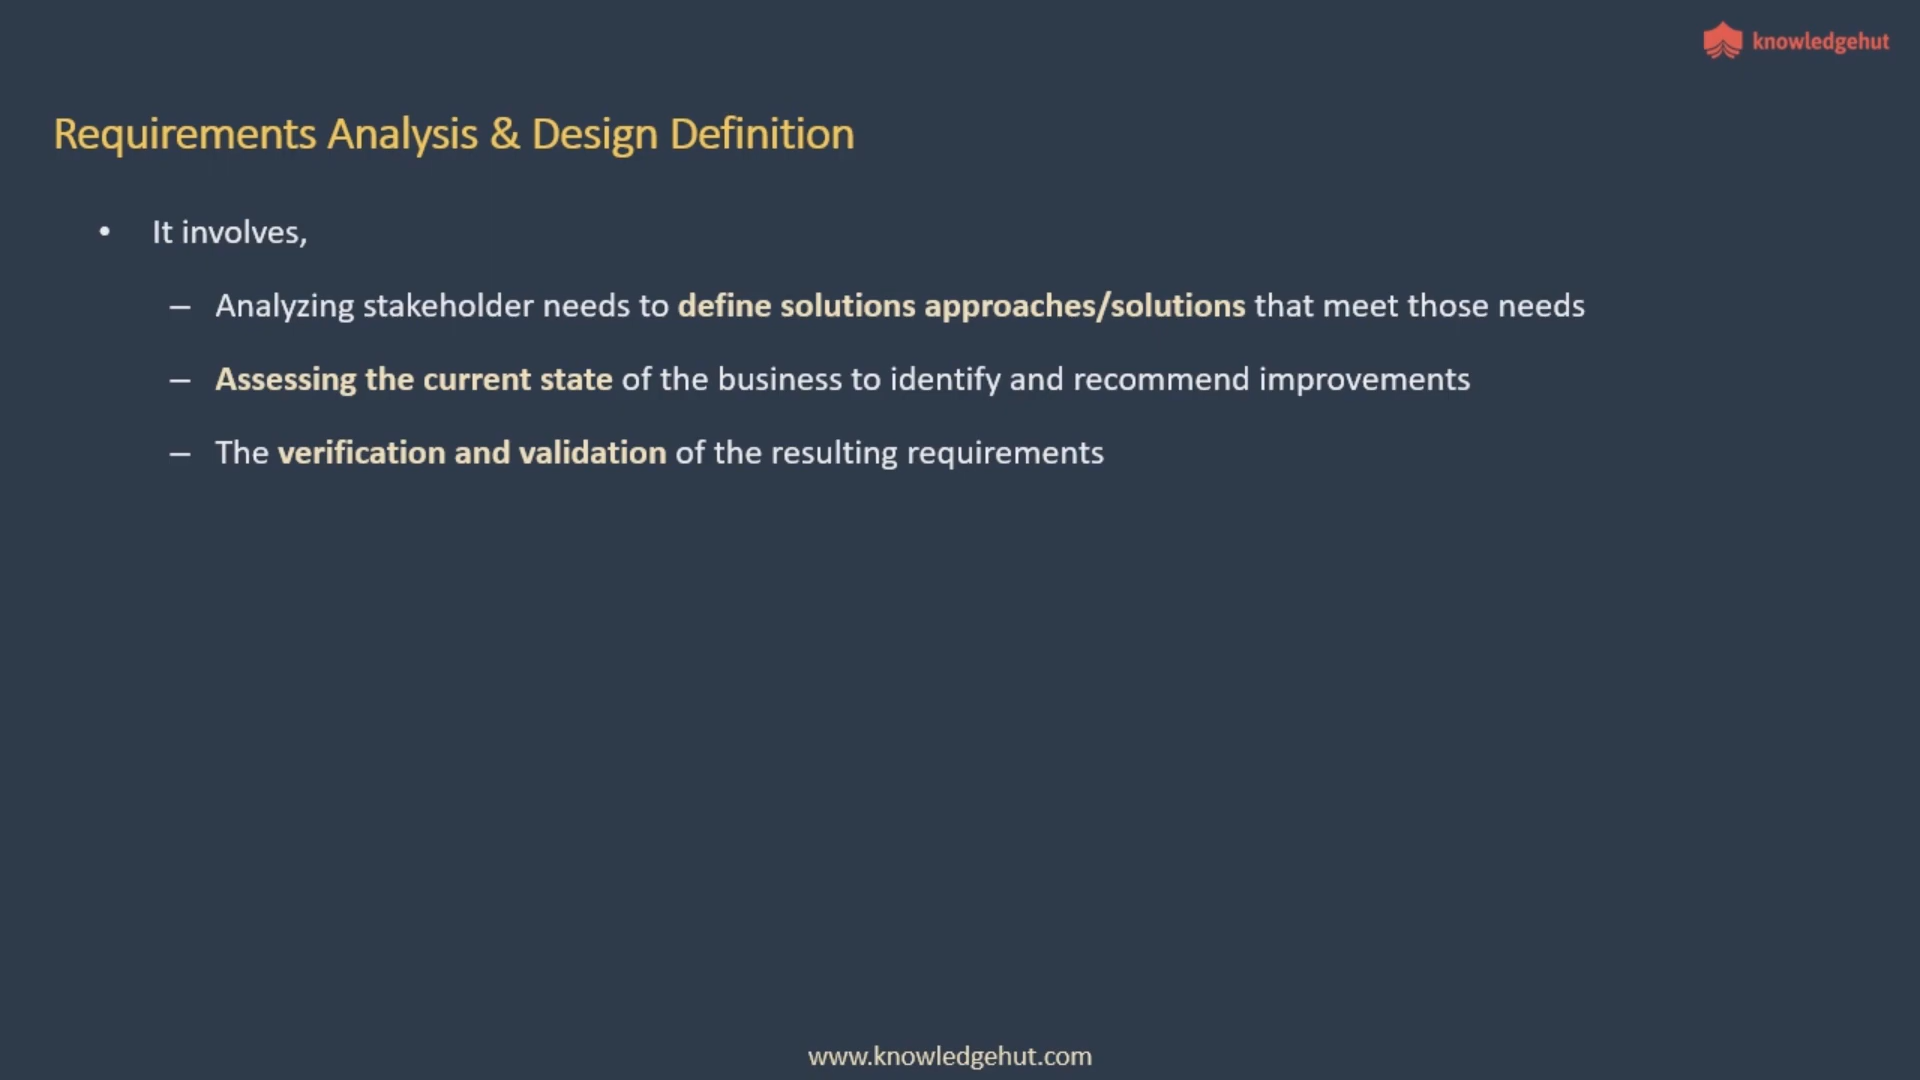 knowledgehut
Requirements Analysis & Design Definition
• It involves,
– Analyzing stakeholder needs to define solutions approaches/solutions that meet those needs
– Assessing the current state of the business to identify and recommend improvements
– The verification and validation of the resulting requirements
www.knowledgehut.com